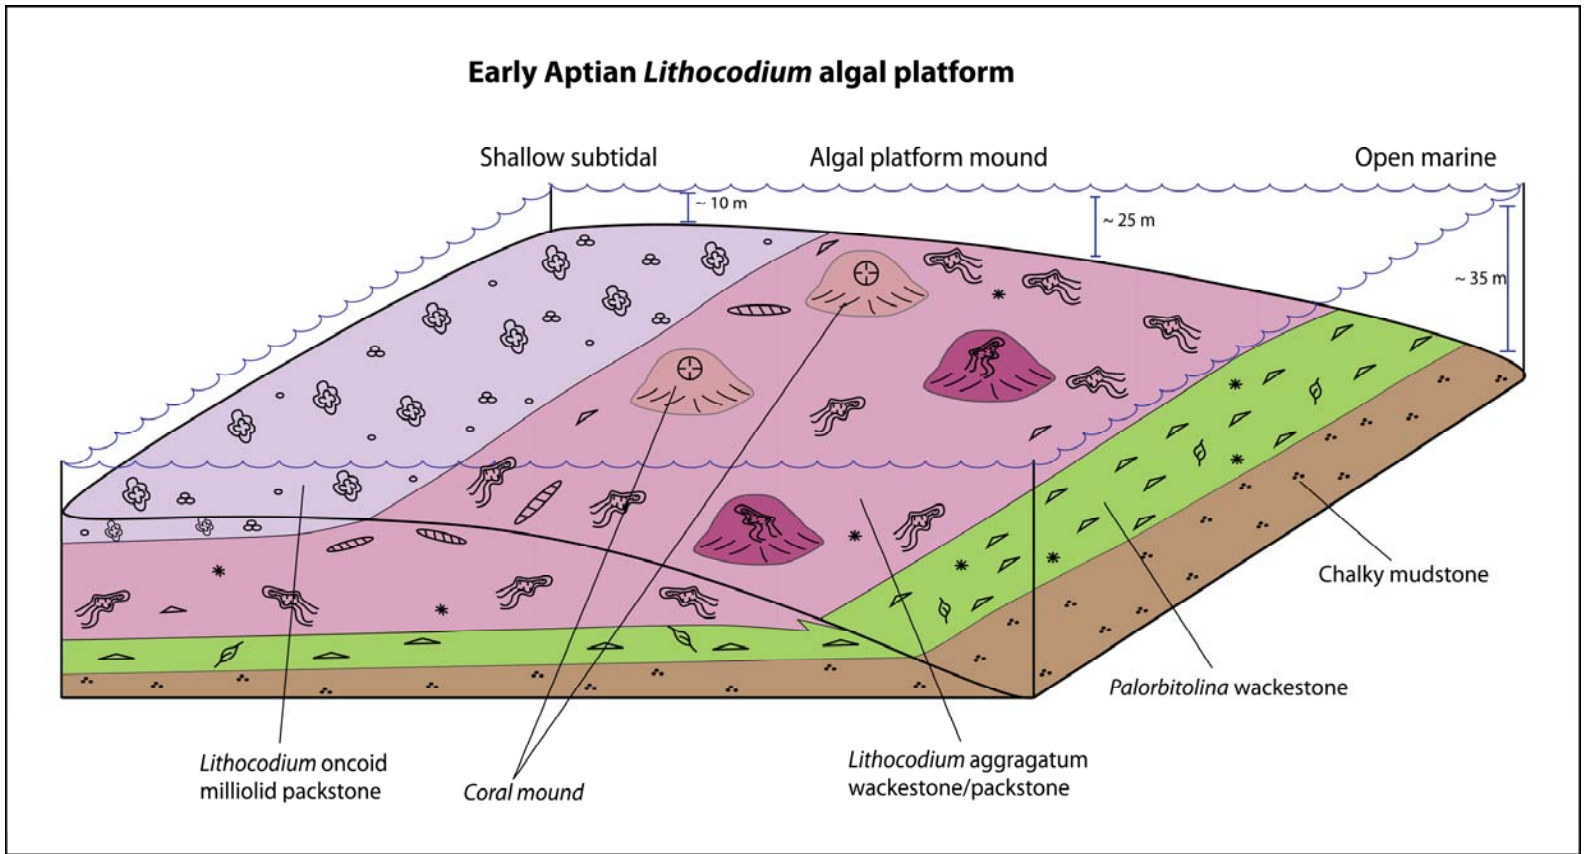 Early Aptian Lithocodium algal platform
Shallow subtidal
Algal platform mound
Open marine
~ 10 m
~ 25 m
~ 35 m
Chalky mudstone
Palorbitolina wackestone
Lithocodium oncoid
milliolid packstone
Coral mound
Lithocodium aggragatum
wackestone/packstone